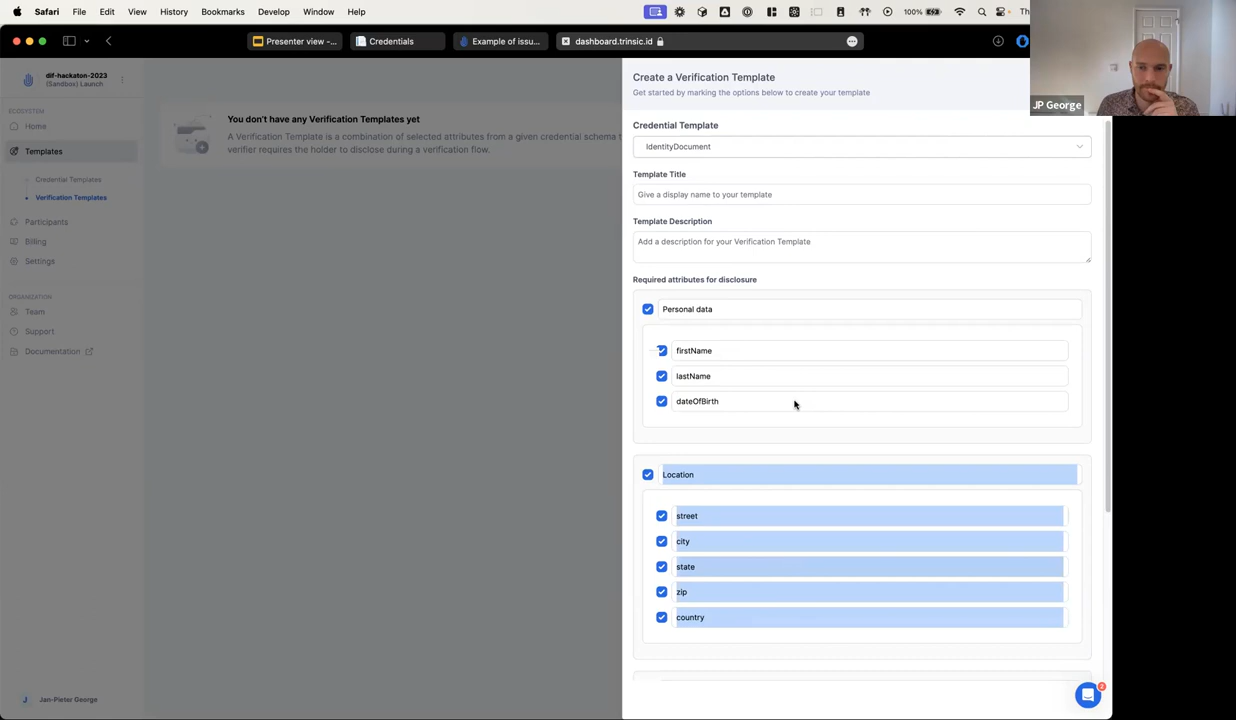 Safari File Edit View History Bookmarks Develop Window Help 100% Th
Presenter view -... Credentials Example of issu... dashboard.trinsic.id
dif-hackaton-2023
(Sandbox) Launch
ECOSYSTEM
Home
Templates
Credential Templates
Verification Templates
Participants
Billing
Settings
ORGANIZATION
Team
Support
Documentation
Jan-Pieter George
J
You don't have any Verification Templates yet
A Verification Template is a combination of selected attributes from a given credential schema t
verifier requires the holder to disclose during a verification flow.
Create a Verification Template
Get started by marking the options below to create your template
Credential Template
IdentityDocument
Template Title
Give a display name to your template
Template Description
Add a description for your Verification Template
Required attributes for disclosure
Personal data
firstName
lastName
dateOfBirth
Location
street
city
state
zip
country
2
JP George